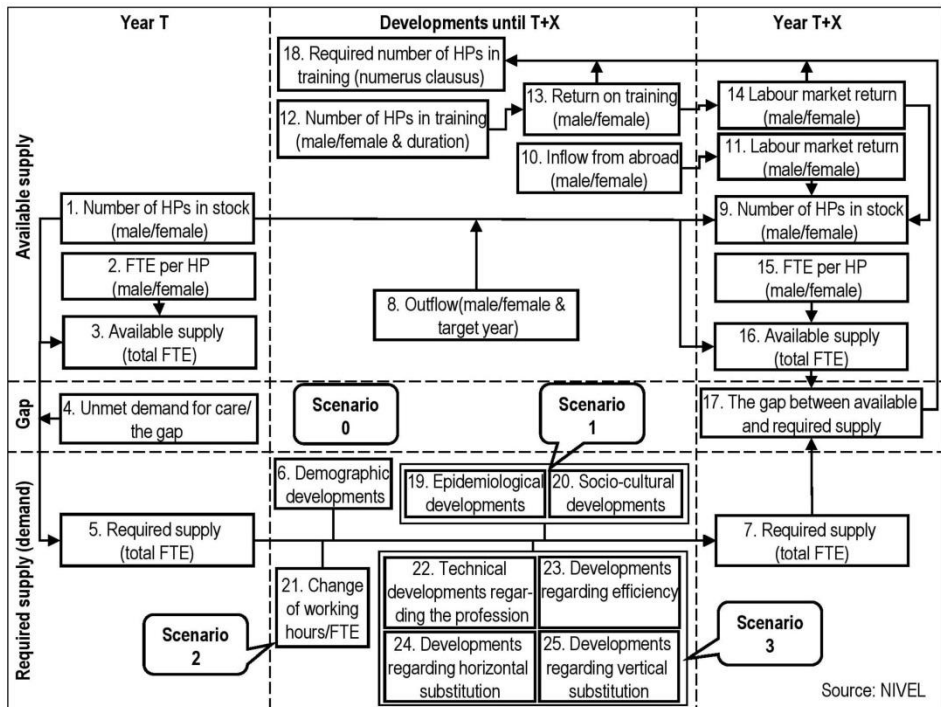 Year T
Developments until T+X
Year T+X
Available supply
18. Required number of HPs in
training (numerus clausus)
12. Number of HPs in training
(male/female & duration)
13. Return on training
(male/female)
14 Labour market return
(male/female)
10. Inflow from abroad
(male/female)
11. Labour market return
(male/female)
1. Number of HPs in stock
(male/female)
9. Number of HPs in stock
(male/female)
2. FTE per HP
(male/female)
15. FTE per HP
(male/female)
3. Available supply
(total FTE)
8. Outflow(male/female &
target year)
16. Available supply
(total FTE)
Gap
4. Unmet demand for care/
the gap
Scenario
0
Scenario
1
17. The gap between available
and required supply
Required supply (demand)
6. Demographic
developments
19. Epidemiological
developments
20. Socio-cultural
developments
5. Required supply
(total FTE)
7. Required supply
(total FTE)
21. Change
of working
hours/FTE
22. Technical
developments regar-
ding the profession
23. Developments
regarding efficiency
24. Developments
regarding horizontal
substitution
25. Developments
regarding vertical
substitution
Scenario
2
Scenario
3
Source: NIVEL